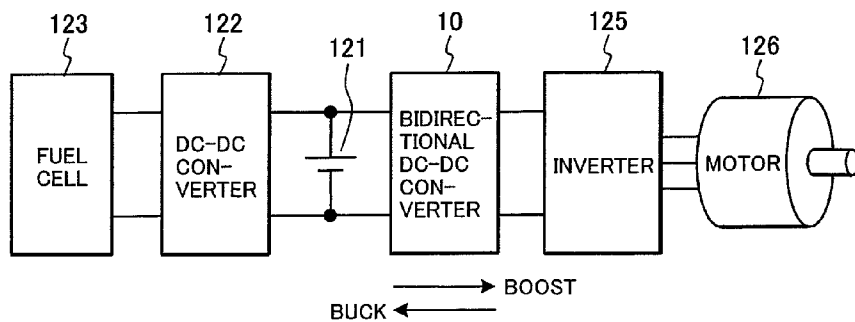 123
122
121
10
125
126
FUEL
CELL
DC-DC
CON-
VERTER
BIDIREC-
TIONAL
DC-DC
CON-
VERTER
INVERTER
MOTOR
BOOST
BUCK